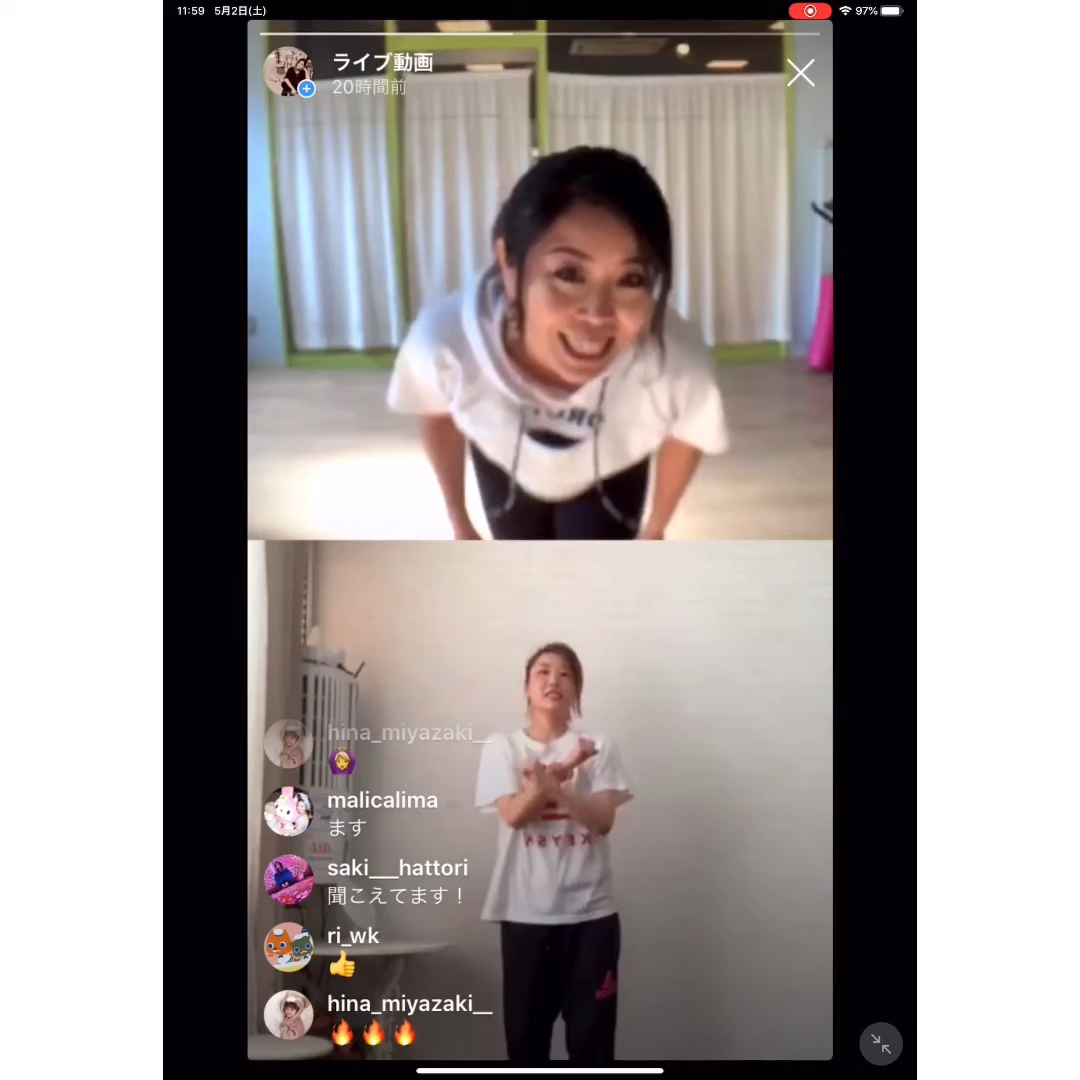 11:59 5月2日(土)
97%
ライブ動画
20時間前
hina_miyazaki__
malicalima
ます
saki___hattori
聞こえてます！
ri_wk
hina_miyazaki__